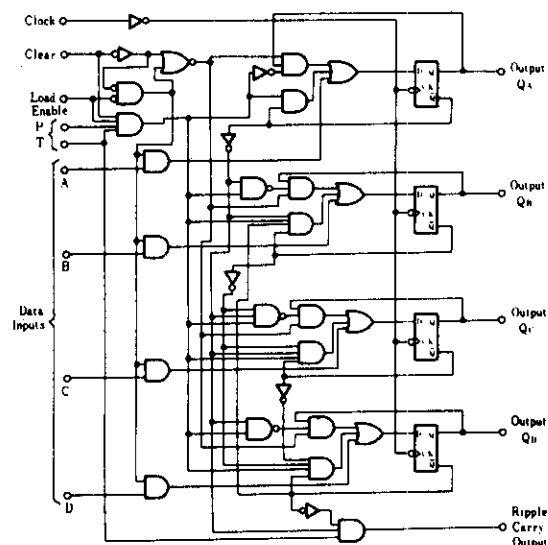 Clock
Clear
Load
Enable
P
T
A
B
Data
Inputs
C
D
Output
QA
Output
QB
Output
QC
Output
QD
Ripple
Carry
Output